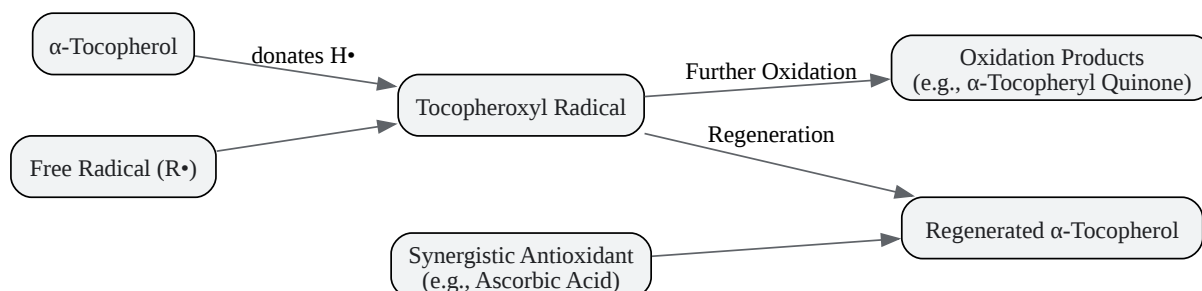 α-Tocopherol
donates H•
Free Radical (R•)
Tocopheroxyl Radical
Further Oxidation
Regeneration
Oxidation Products
(e.g., α-Tocopheryl Quinone)
Synergistic Antioxidant
(e.g., Ascorbic Acid)
Regenerated α-Tocopherol